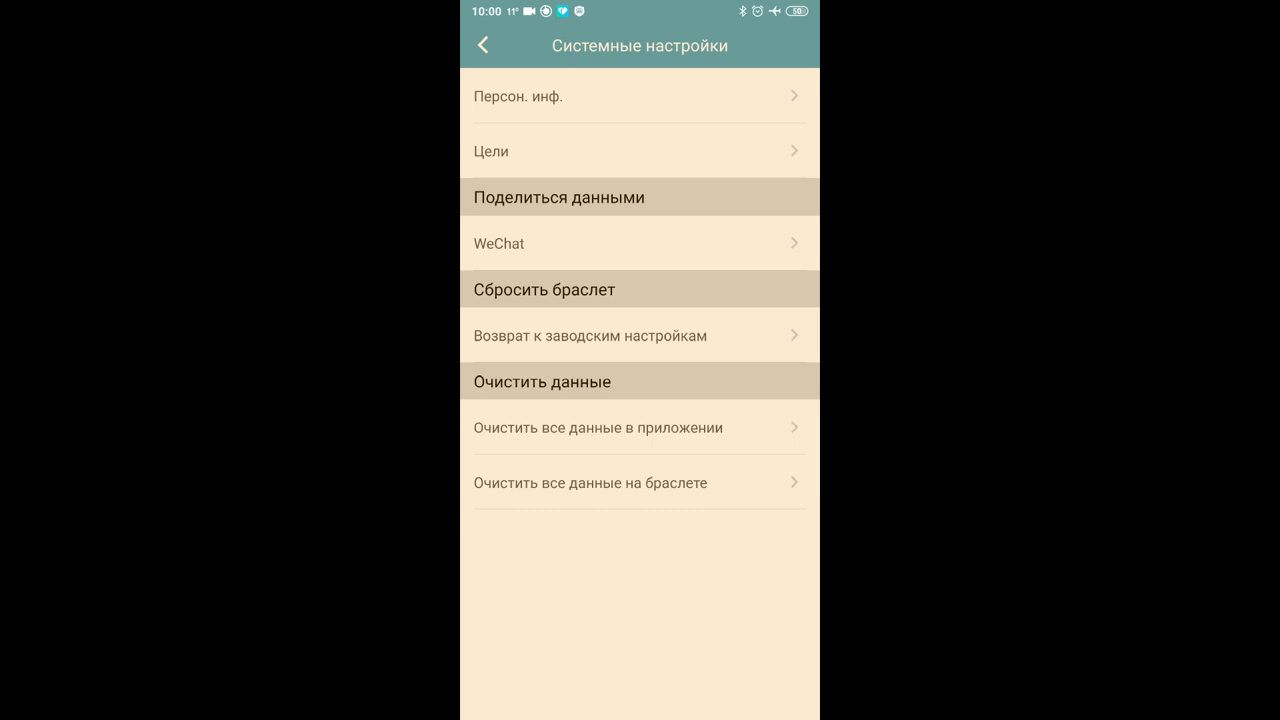 10:00 11° 50
Системные настройки
Персон. инф.
Цели
Поделиться данными
WeChat
Сбросить браслет
Возврат к заводским настройкам
Очистить данные
Очистить все данные в приложении
Очистить все данные на браслете